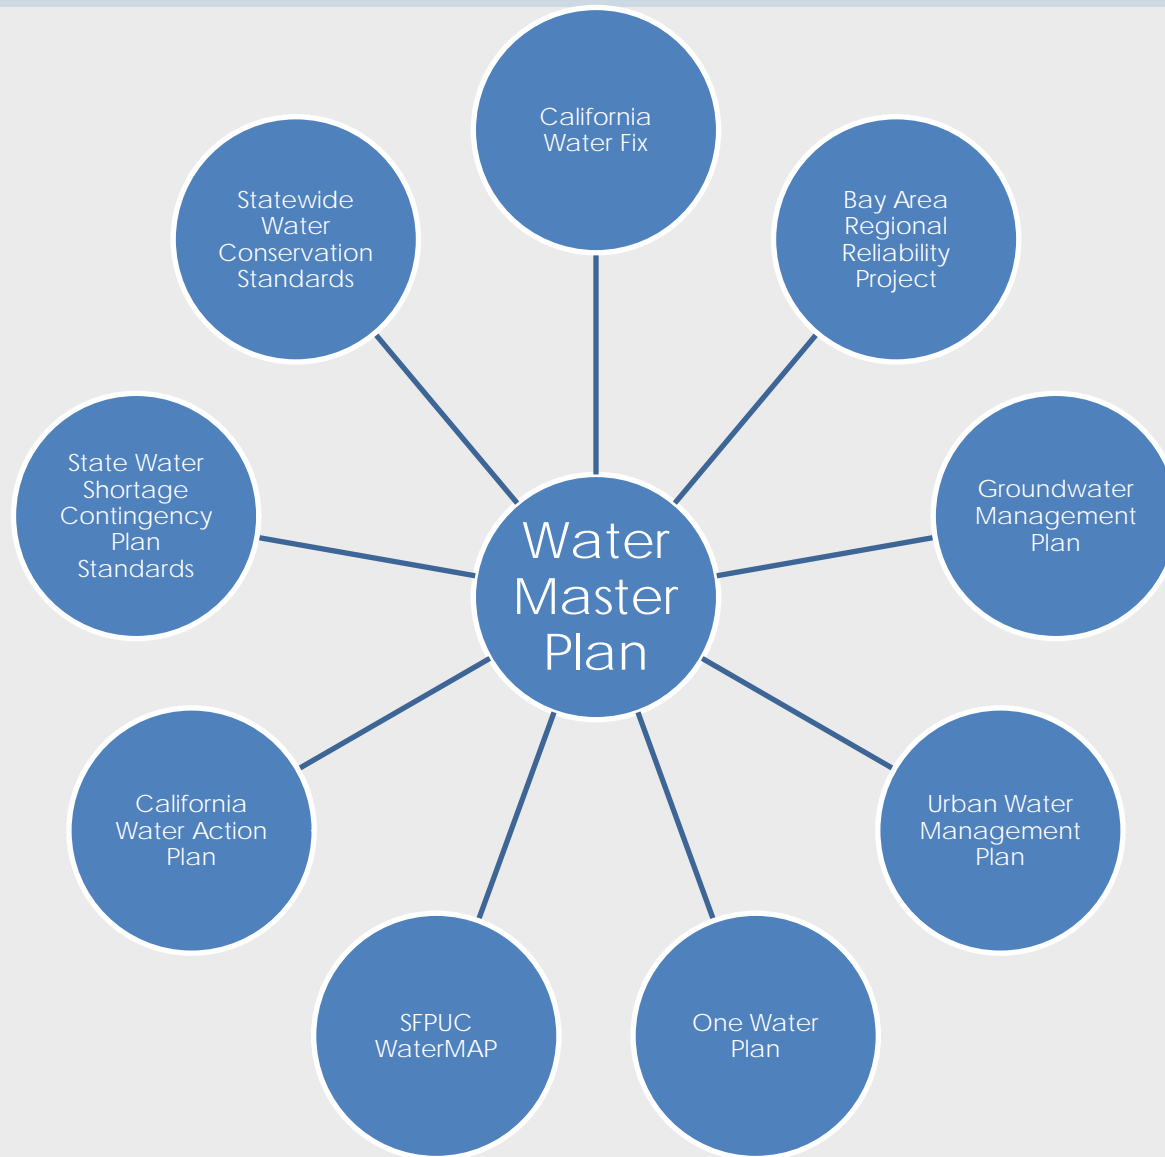 California
Water Fix
Bay Area
Regional
Reliability
Project
Groundwater
Management
Plan
Urban Water
Management
Plan
One Water
Plan
SFPUC
WaterMAP
California
Water Action
Plan
State Water
Shortage
Contingency
Plan
Standards
Statewide
Water
Conservation
Standards
Water
Master
Plan